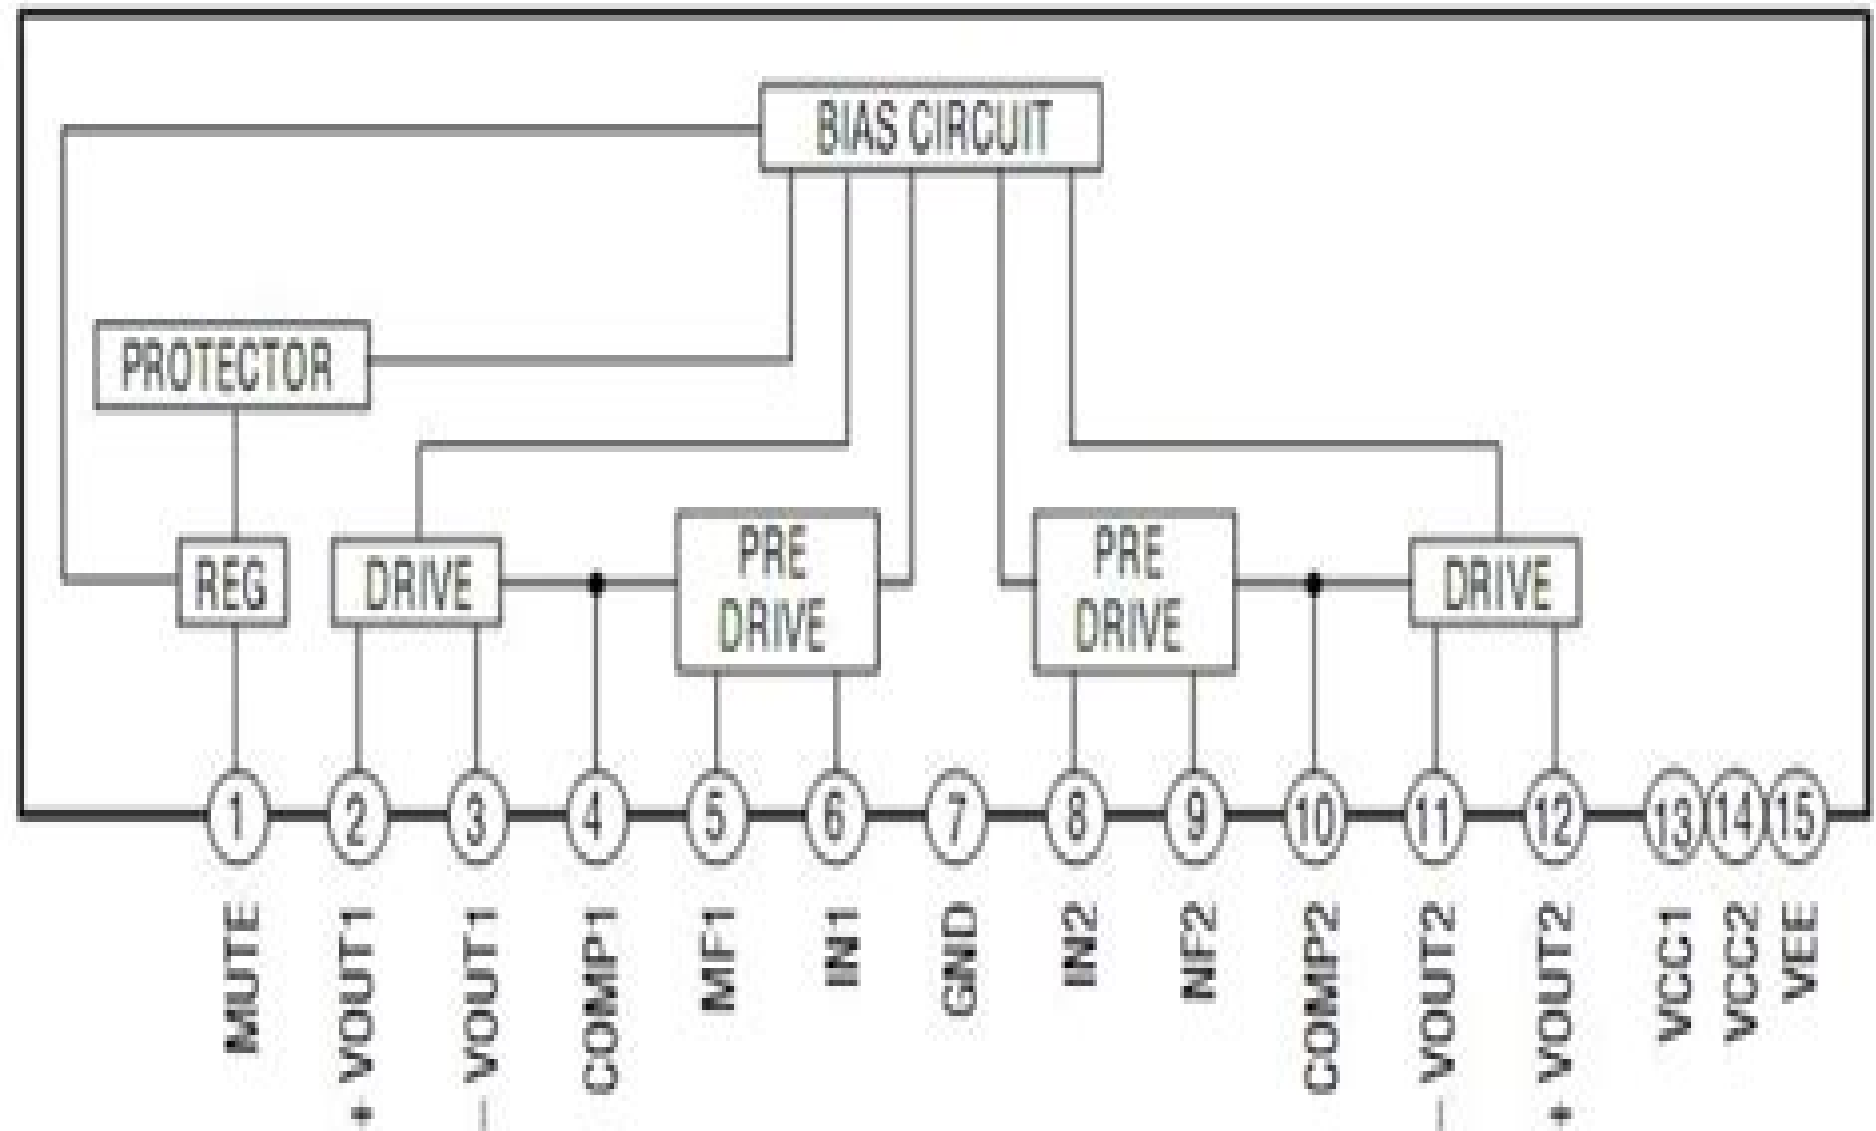 BIAS CIRCUIT
PROTECTOR
REG
DRIVE
PRE
DRIVE
PRE
DRIVE
DRIVE
1
2
3
4
5
6
7
8
9
10
11
12
13
14
15
MUTE
+ VOUT1
- VOUT1
COMP1
MF1
IN1
GND
IN2
NF2
COMP2
- VOUT2
+ VOUT2
VCC1
VCC2
VEE